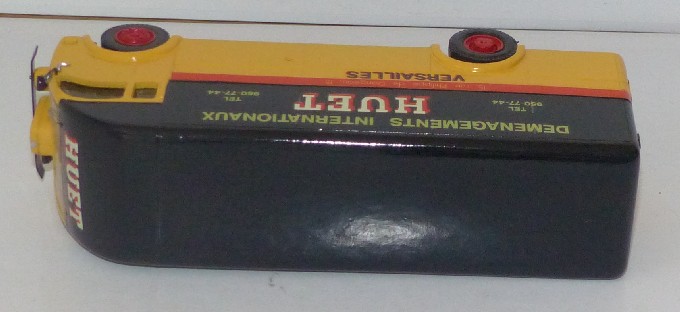 DEMENAGEMENTS INTERNATIONAUX
TEL
950-77-44
HUET
TEL
950-77-44
VERSAILLES
HUET